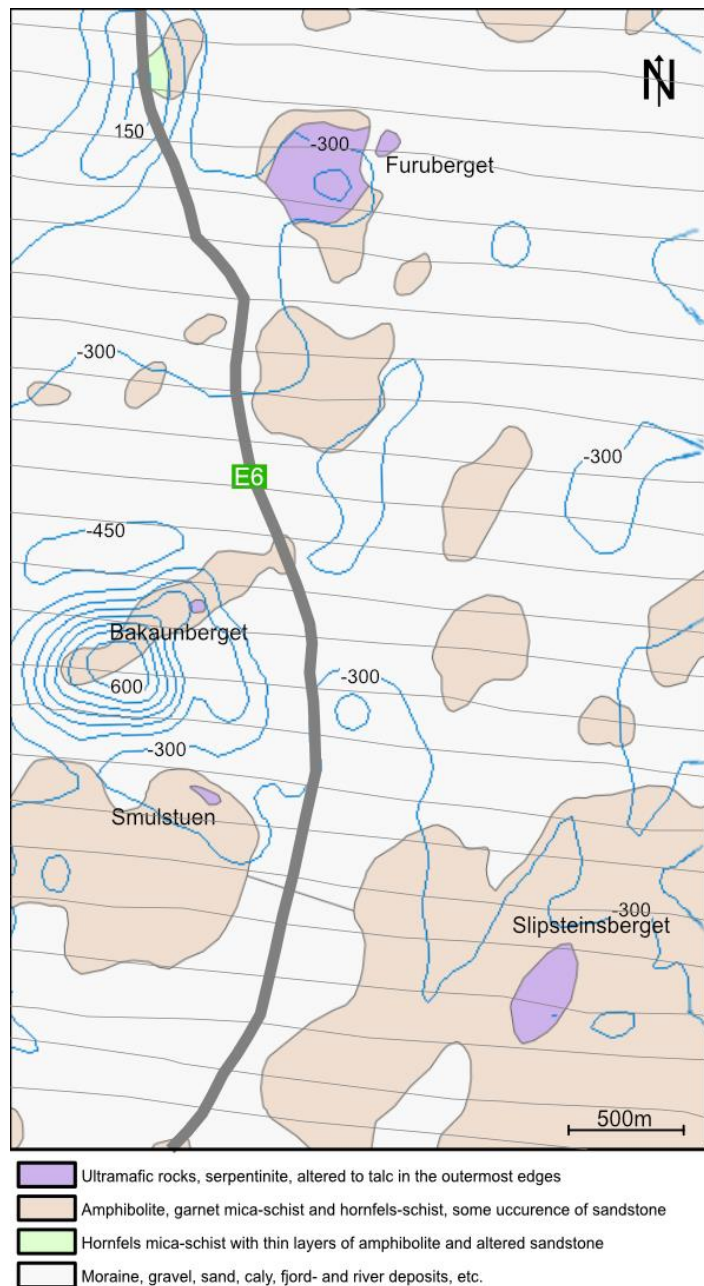 N
150
-300
Furuberget
-300
-300
E6
-450
Bakaunberget
600
-300
-300
Smulstuen
-300
Slipsteinsberget
500m
Ultramafic rocks, serpentinite, altered to talc in the outermost edges
Amphibolite, garnet mica-schist and hornfels-schist, some uccurence of sandstone
Hornfels mica-schist with thin layers of amphibolite and altered sandstone
Moraine, gravel, sand, caly, fjord- and river deposits, etc.